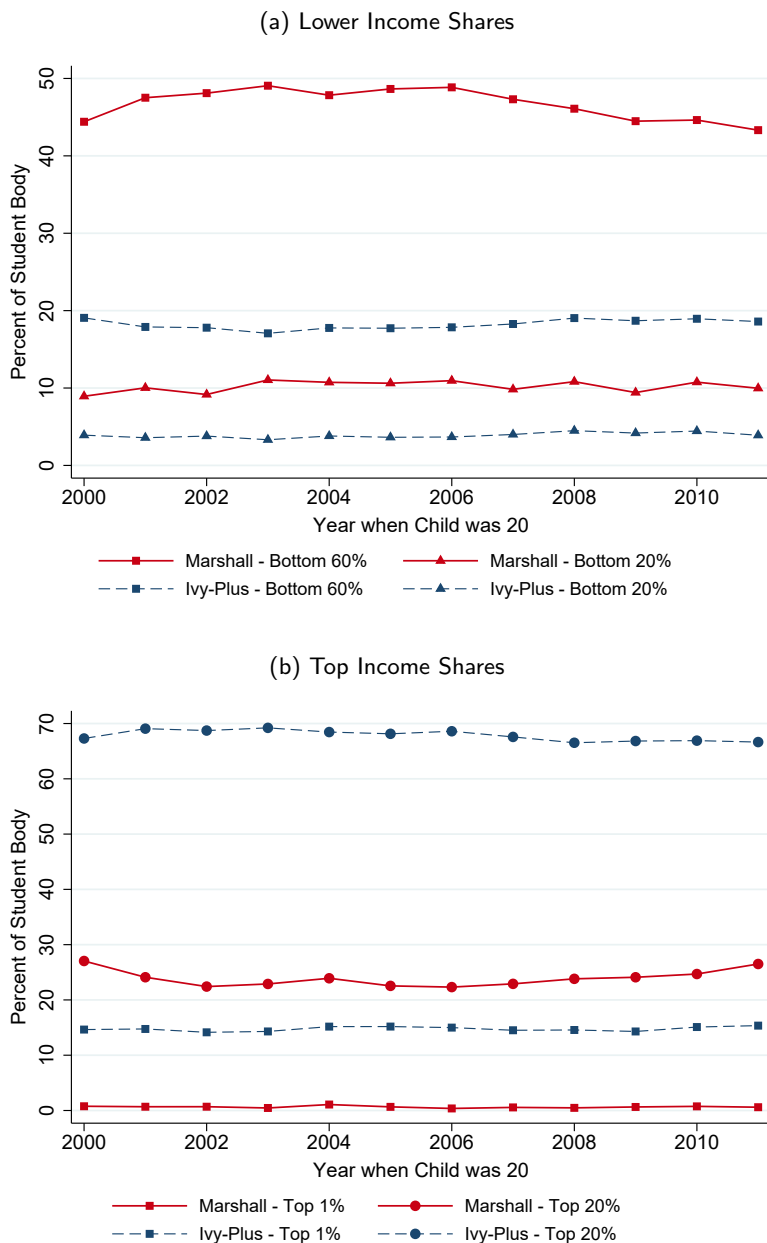 (a) Lower Income Shares
Percent of Student Body
50
40
30
20
10
0
2000 2002 2004 2006 2008 2010
Year when Child was 20
Marshall - Bottom 60% Marshall - Bottom 20%
Ivy-Plus - Bottom 60% Ivy-Plus - Bottom 20%
(b) Top Income Shares
Percent of Student Body
70
60
50
40
30
20
10
0
2000 2002 2004 2006 2008 2010
Year when Child was 20
Marshall - Top 1% Marshall - Top 20%
Ivy-Plus - Top 1% Ivy-Plus - Top 20%